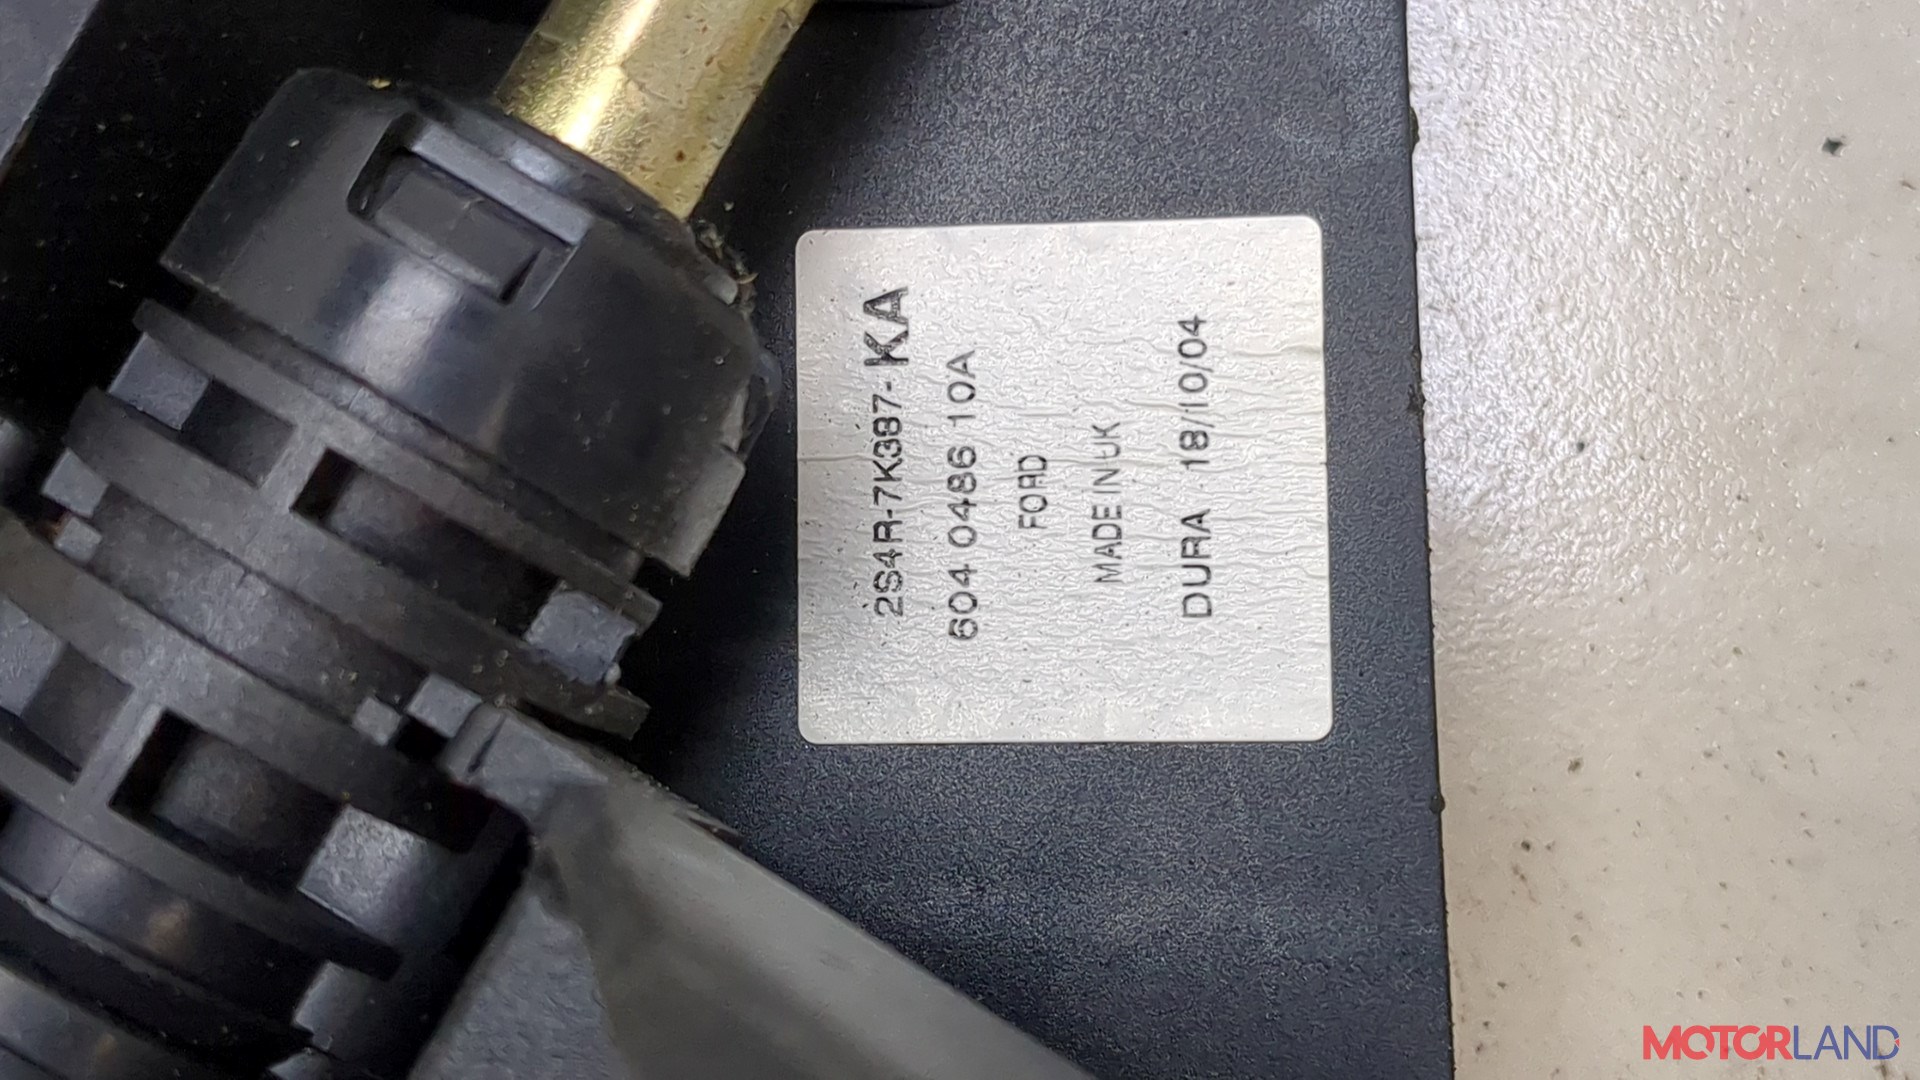 2S4R-7K387-KA
604 0486 10A
FORD
MADE IN UK
DURA 18/10/04
MOTORLAND